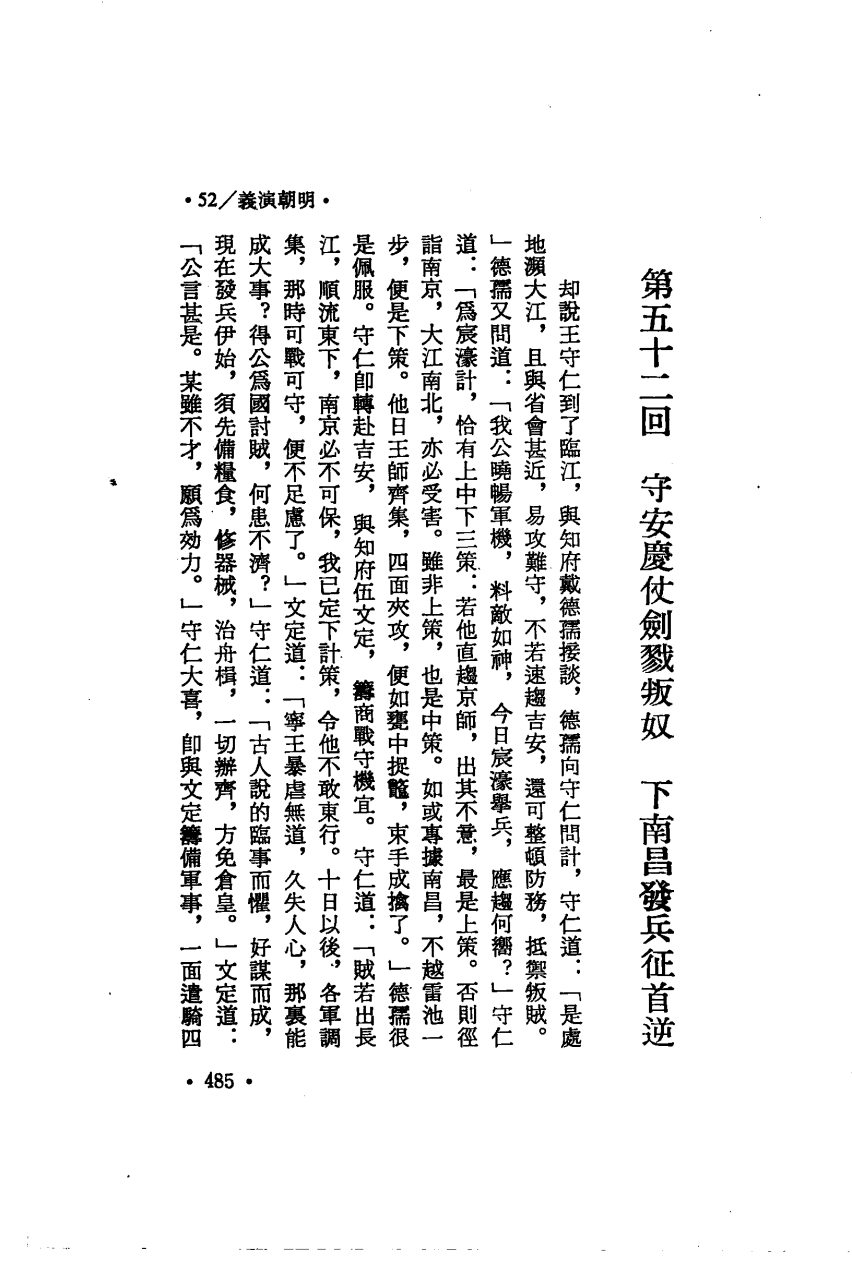 ·明朝演義／52·
第五十二回　守安慶仗劍戮叛奴　下南昌發兵征首逆
却說王守仁到了臨江，與知府戴德孺接談，德孺向守仁問計，守仁道：「是處
地瀕大江，且與省會甚近，易攻難守，不若速趨吉安，還可整頓防務，抵禦叛賊。
」德孺又問道：「我公曉暢軍機，料敵如神，今日宸濠舉兵，應趨何嚮？」守仁
道：「爲宸濠計，恰有上中下三策：若他直趨京師，出其不意，最是上策。否則徑
詣南京，大江南北，亦必受害。雖非上策，也是中策。如或專據南昌，不越雷池一
步，便是下策。他日王師齊集，四面夾攻，便如甕中捉鼈，束手成擒了。」德孺很
是佩服。守仁卽轉赴吉安，與知府伍文定，籌商戰守機宜。守仁道：「賊若出長
江，順流東下，南京必不可保，我已定下計策，令他不敢東行。十日以後，各軍調
集，那時可戰可守，便不足慮了。」文定道：「寧王暴虐無道，久失人心，那裏能
成大事？得公爲國討賊，何患不濟？」守仁道：「古人說的臨事而懼，好謀而成，
現在發兵伊始，須先備糧食，修器械，治舟楫，一切辦齊，方免倉皇。」文定道：
「公言甚是。某雖不才，願爲効力。」守仁大喜，卽與文定籌備軍事，一面遣騎四
·485·